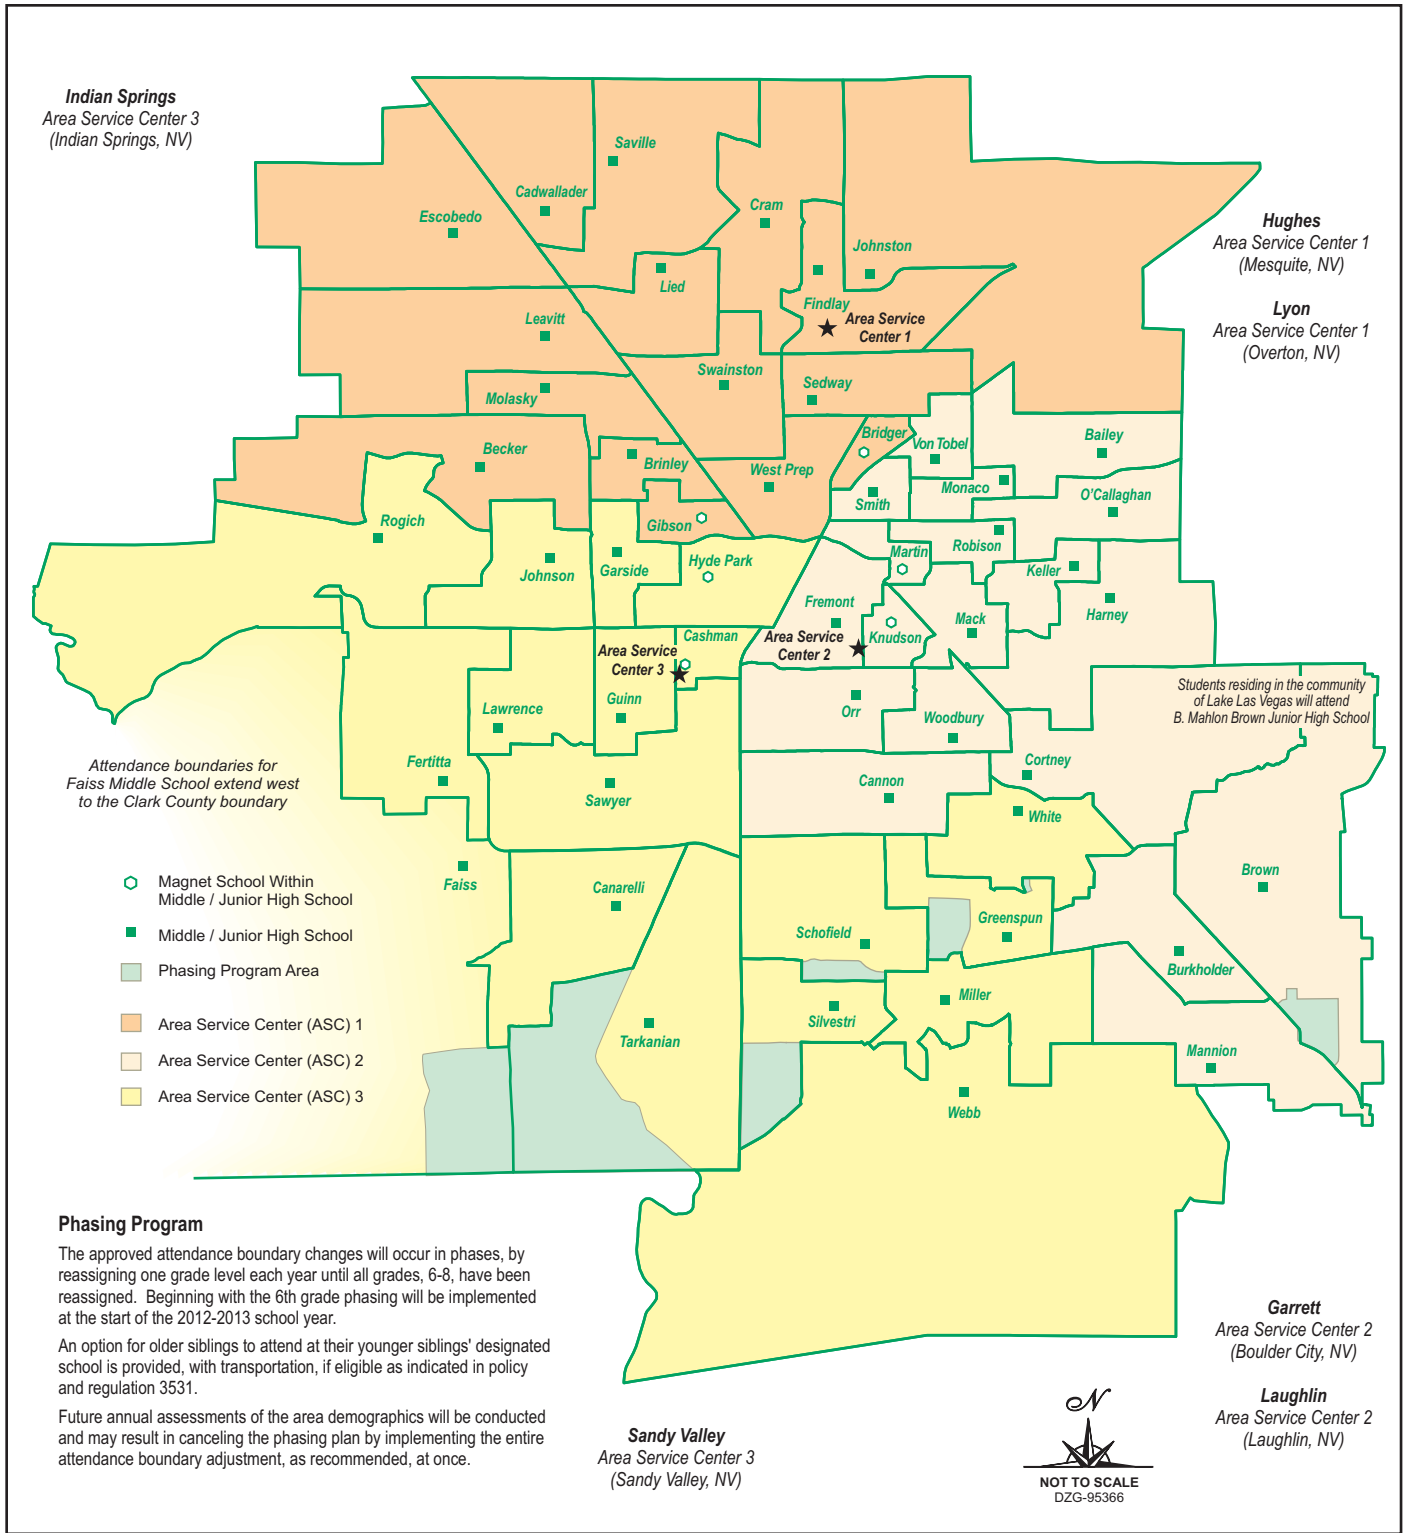 Indian Springs
Area Service Center 3
(Indian Springs, NV)
Saville
Cadwallader
Escobedo
Cram
Johnston
Hughes
Area Service Center 1
(Mesquite, NV)
Lied
Findlay
Lyon
Area Service Center 1
(Overton, NV)
Leavitt
Area Service
Center 1
Swainston
Sedway
Molasky
Becker
Brinley
West Prep
Bridger
Von Tobel
Bailey
Monaco
O'Callaghan
Smith
Rogich
Gibson
Johnson
Garside
Hyde Park
Martin
Robison
Keller
Harney
Fremont
Mack
Knudson
Cashman
Area Service
Center 2
Area Service
Center 3
Students residing in the community
of Lake Las Vegas will attend
B. Mahlon Brown Junior High School
Lawrence
Guinn
Orr
Woodbury
Attendance boundaries for
Faiss Middle School extend west
to the Clark County boundary
Fertitta
Sawyer
Cannon
Cortney
White
Faiss
Canarelli
Brown
Greenspun
Schofield
Burkholder
Magnet School Within
Middle / Junior High School
Middle / Junior High School
Phasing Program Area
Area Service Center (ASC) 1
Area Service Center (ASC) 2
Area Service Center (ASC) 3
Tarkanian
Silvestri
Miller
Mannion
Webb
Phasing Program
The approved attendance boundary changes will occur in phases, by
reassigning one grade level each year until all grades, 6-8, have been
reassigned. Beginning with the 6th grade phasing will be implemented
at the start of the 2012-2013 school year.
An option for older siblings to attend at their younger siblings' designated
school is provided, with transportation, if eligible as indicated in policy
and regulation 3531.
Future annual assessments of the area demographics will be conducted
and may result in canceling the phasing plan by implementing the entire
attendance boundary adjustment, as recommended, at once.
Sandy Valley
Area Service Center 3
(Sandy Valley, NV)
Garrett
Area Service Center 2
(Boulder City, NV)
Laughlin
Area Service Center 2
(Laughlin, NV)
N
NOT TO SCALE
DZG-95366